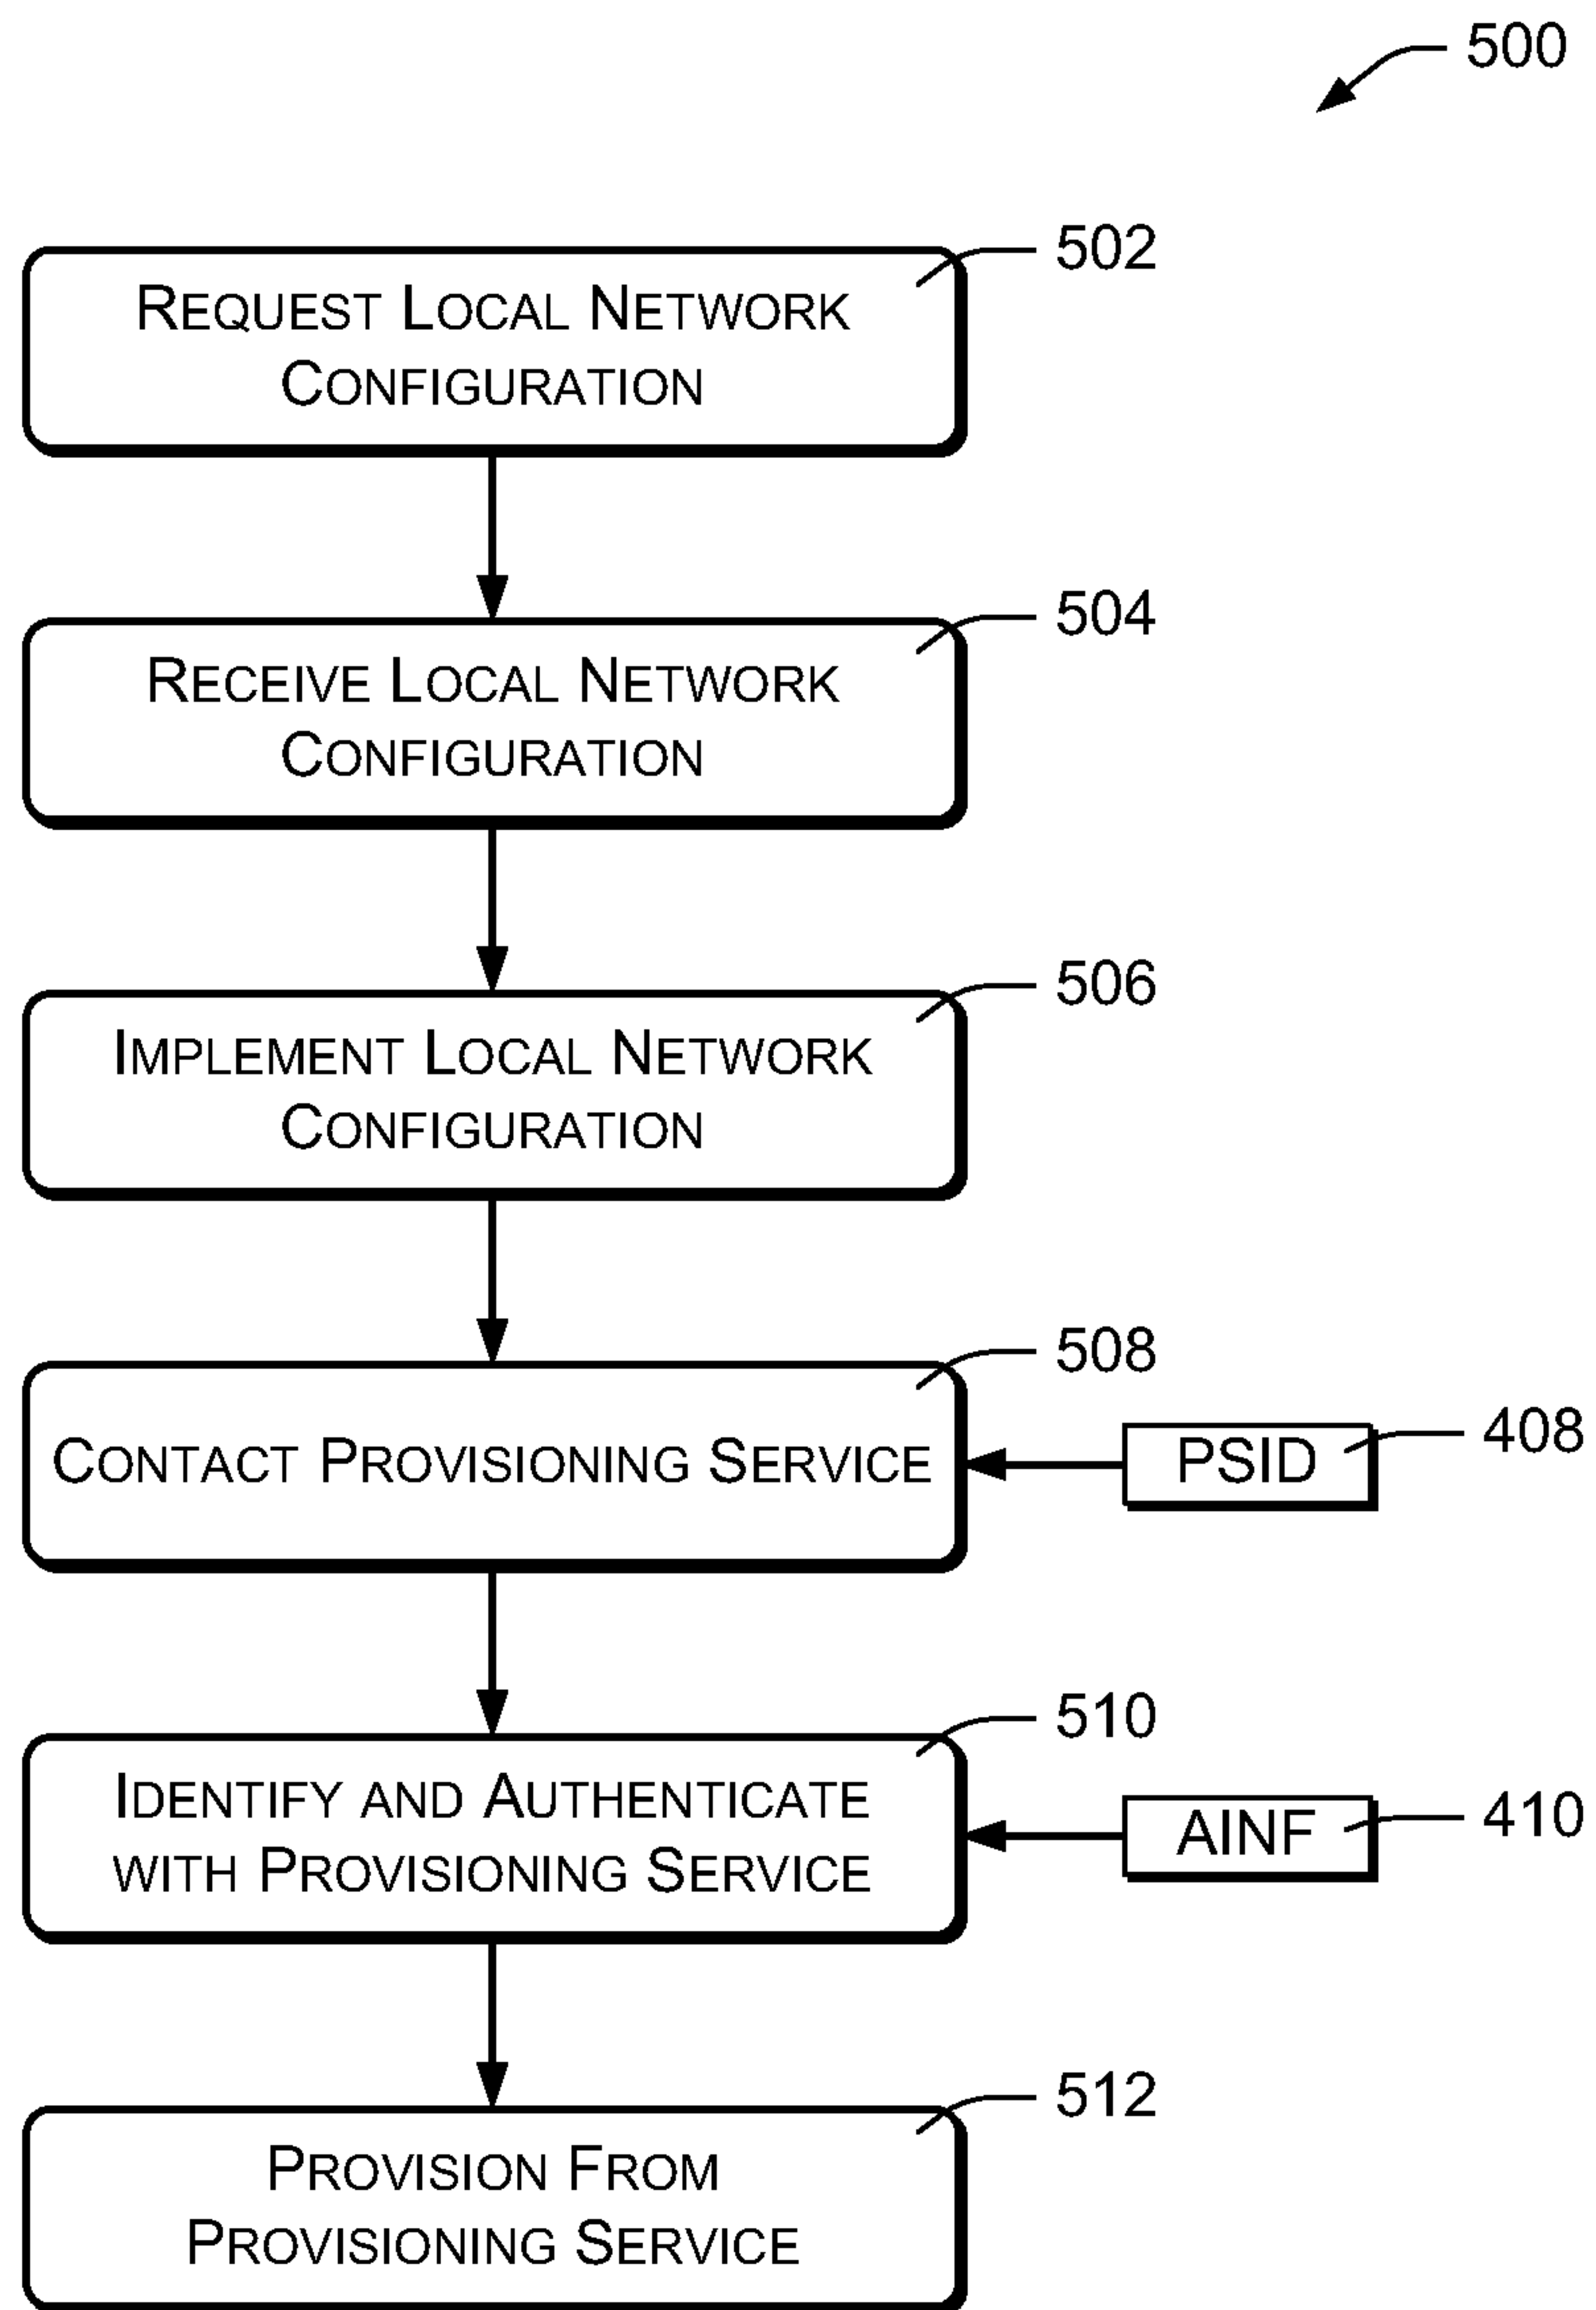 500
502
REQUEST LOCAL NETWORK
CONFIGURATION
504
RECEIVE LOCAL NETWORK
CONFIGURATION
506
IMPLEMENT LOCAL NETWORK
CONFIGURATION
508
CONTACT PROVISIONING SERVICE
PSID
408
510
IDENTIFY AND AUTHENTICATE
WITH PROVISIONING SERVICE
AINF
410
512
PROVISION FROM
PROVISIONING SERVICE